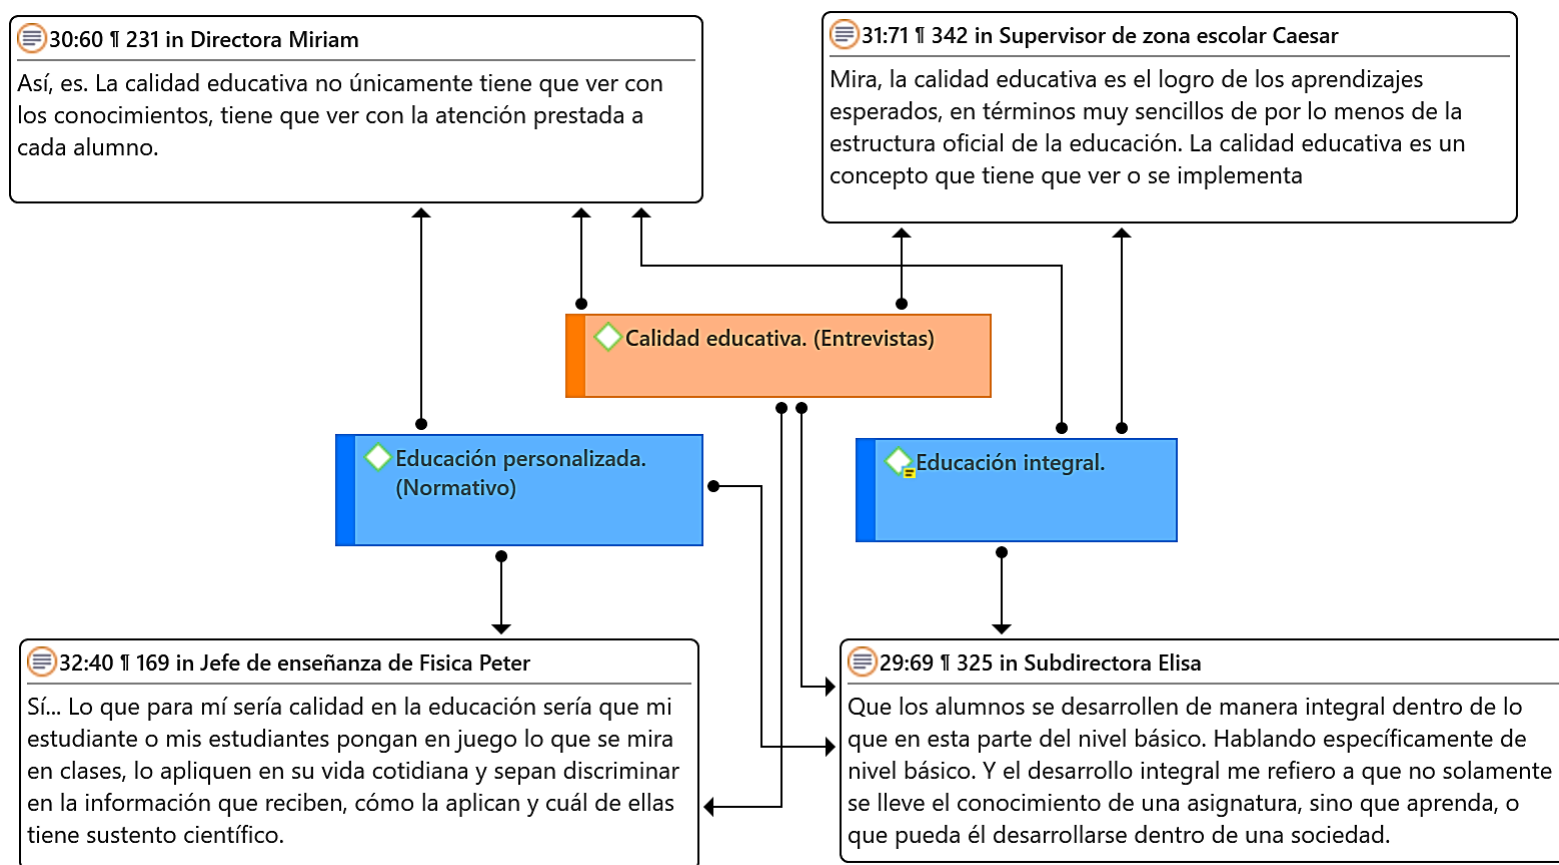 30:60 ¶ 231 in Directora Miriam
Así, es. La calidad educativa no únicamente tiene que ver con
los conocimientos, tiene que ver con la atención prestada a
cada alumno.
31:71 ¶ 342 in Supervisor de zona escolar Caesar
Mira, la calidad educativa es el logro de los aprendizajes
esperados, en términos muy sencillos de por lo menos de la
estructura oficial de la educación. La calidad educativa es un
concepto que tiene que ver o se implementa
Calidad educativa. (Entrevistas)
Educación personalizada.
(Normativo)
Educación integral.
32:40 ¶ 169 in Jefe de enseñanza de Fisica Peter
Sí... Lo que para mí sería calidad en la educación sería que mi
estudiante o mis estudiantes pongan en juego lo que se mira
en clases, lo apliquen en su vida cotidiana y sepan discriminar
en la información que reciben, cómo la aplican y cuál de ellas
tiene sustento científico.
29:69 ¶ 325 in Subdirectora Elisa
Que los alumnos se desarrollen de manera integral dentro de lo
que en esta parte del nivel básico. Hablando específicamente de
nivel básico. Y el desarrollo integral me refiero a que no solamente
se lleve el conocimiento de una asignatura, sino que aprenda, o
que pueda él desarrollarse dentro de una sociedad.